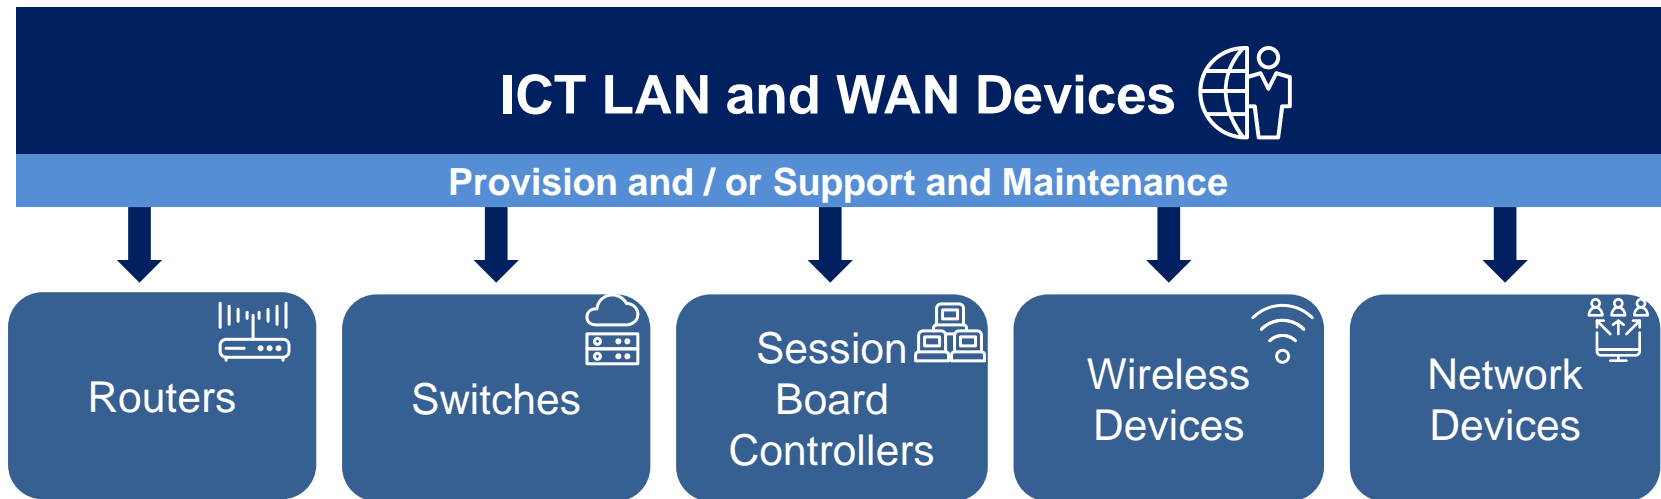 ICT LAN and WAN Devices
Provision and / or Support and Maintenance
Routers
Switches
Session
Board
Controllers
Wireless
Devices
Network
Devices